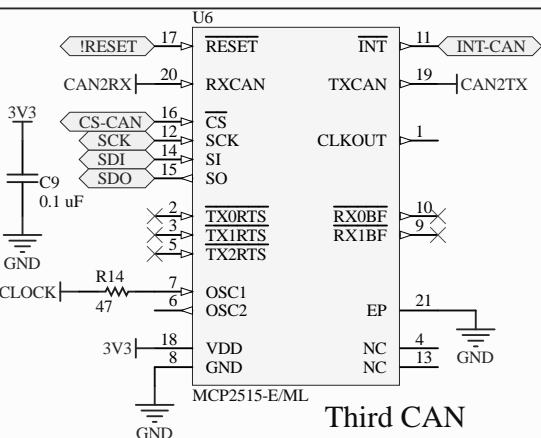 U6
!RESET 17 RESET INT 11 INT-CAN
CAN2RX 20 RXCAN TXCAN 19 CAN2TX
3V3 CS-CAN 16 CS
SCK 12 SCK CLKOUT 1
SDI 14 SI
SDO 15 SO
C9
0.1 uF
2 TX0RTS RX0BF 10
3 TX1RTS RX1BF 9
5 TX2RTS
GND
R14
CLOCK 47 7 OSC1
6 OSC2 EP 21
GND
3V3 18 VDD NC 4
8 GND NC 13
MCP2515-E/ML
Third CAN
GND